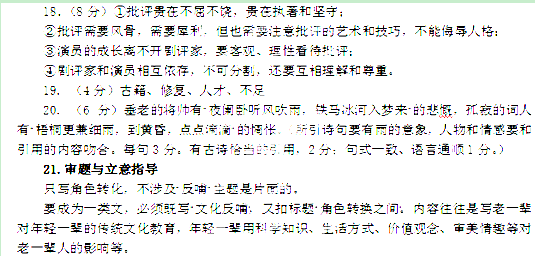 18.（8分）①批评贵在不屈不饶，贵在执著和坚守；
②批评需要风骨，需要犀利，但也需要注意批评的艺术和技巧，不能侮辱人格；
③演员的成长离不开剧评家，要客观、理性看待批评；
④剧评家和演员相互依存，不可分割，还要互相理解和尊重。
19.（4分）古籍、修复、人才、不足
20.（6分）垂老的将帅有“夜阑卧听风吹雨，铁马冰河入梦来”的悲慨，孤寂的词人
有“梧桐更兼细雨，到黄昏，点点滴滴”的惆怅。（所引诗句要有雨的意象，人物和情感要和
引用的内容吻合。每句3分。有古诗恰当的引用，2分；句式一致、语言通顺1分。）
21.审题与立意指导
只写角色转化，不涉及“反哺”主题是片面的。
要成为一类文，必须既写“文化反哺”又扣标题“角色转换之间”。内容往往是写老一辈
对年轻一辈的传统文化教育，年轻一辈用科学知识、生活方式、价值观念、审美情趣等对
老一辈人的影响等。